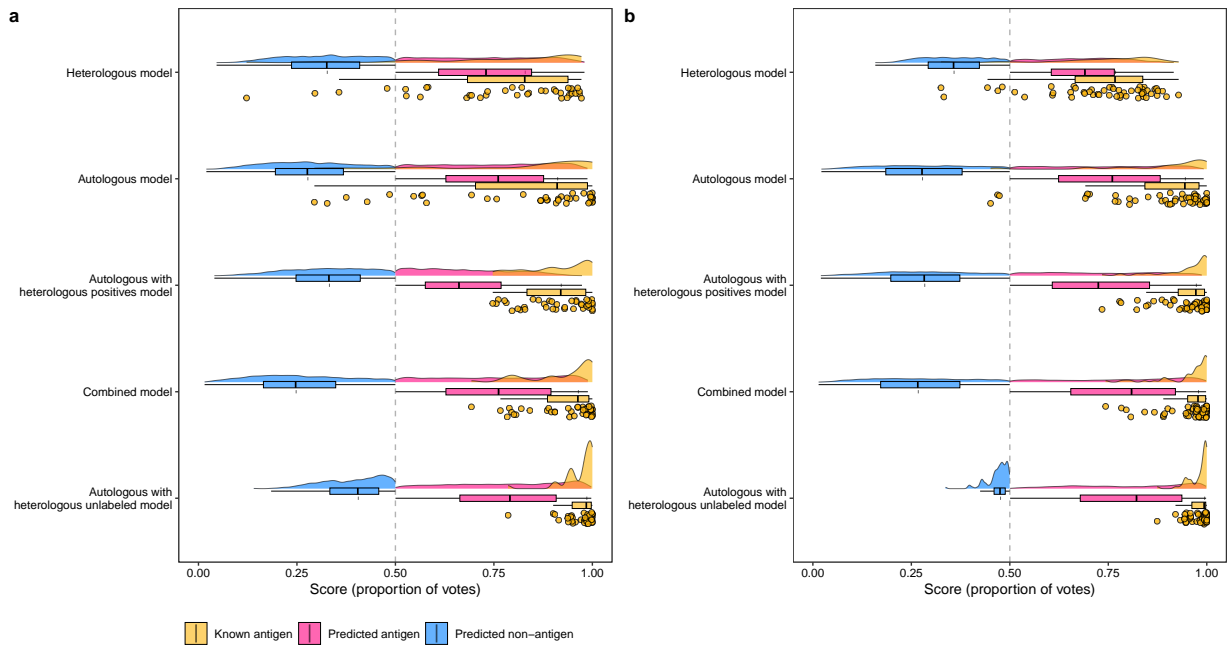 a
Heterologous model
Autologous model
Autologous with
heterologous positives model
Combined model
Autologous with
heterologous unlabeled model
0.00 0.25 0.50 0.75 1.00
Score (proportion of votes)
b
Heterologous model
Autologous model
Autologous with
heterologous positives model
Combined model
Autologous with
heterologous unlabeled model
0.00 0.25 0.50 0.75 1.00
Score (proportion of votes)
Known antigen Predicted antigen Predicted non-antigen